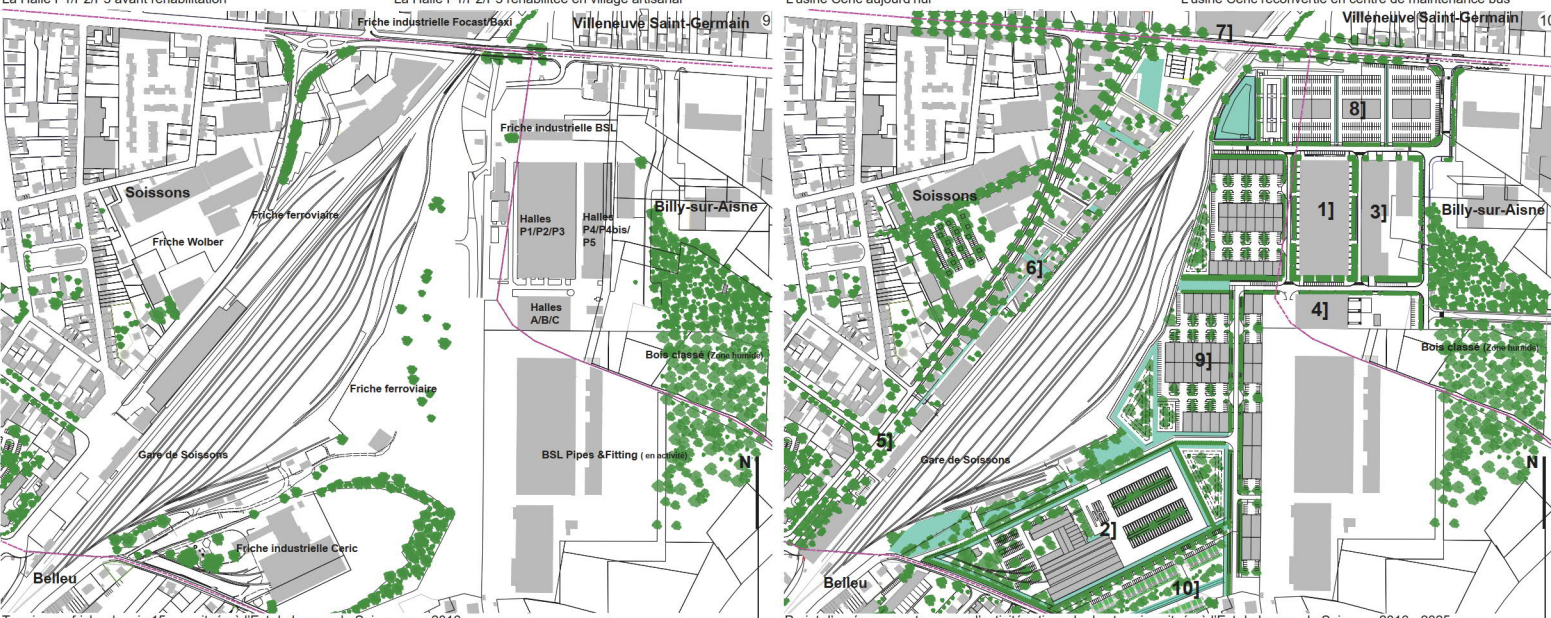 La Halle P1/P2/P3 avant réhabilitation
La Halle P1/P2/P3 réhabilitée en village artisanal
L'usine Ceric aujourd'hui
L'usine Ceric reconvertie en centre de maintenance bus
Friche industrielle Focast/Baxi
Villeneuve Saint-Germain
9
Friche industrielle BSL
Soissons
Friche ferroviaire
Billy-sur-Aisne
Halles
P1/P2/P3
Halles
P4/P4bis/
P5
Friche Wolber
Halles
A/B/C
Bois classé (Zone humide)
Friche ferroviaire
Gare de Soissons
BSL Pipes &Fitting ( en activité)
N
Friche industrielle Ceric
Belleu
Villeneuve Saint-Germain
10
7]
8]
Soissons
1]
3]
Billy-sur-Aisne
6]
4]
Bois classé (Zone humide)
9]
5]
Gare de Soissons
N
2]
Belleu
10]